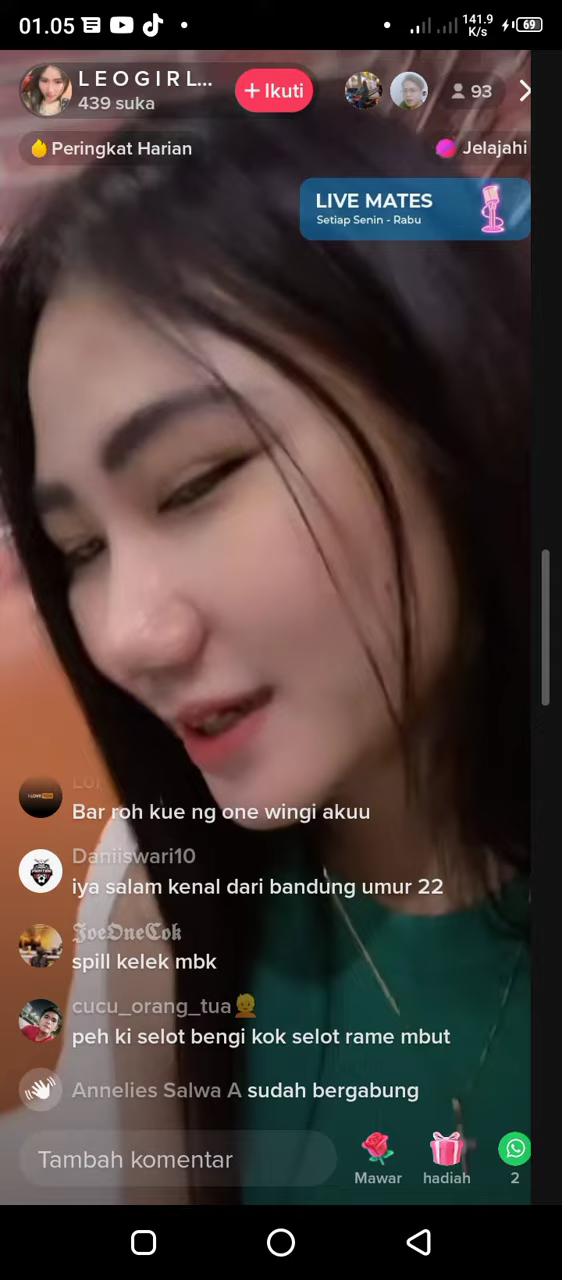 01.05
141.9
K/s
69
L E O G I R L...
439 suka
+ Ikuti
93
Peringkat Harian
Jelajahi
LIVE MATES
Setiap Senin - Rabu
Lol
Bar roh kue ng one wingi akuu
Daniiswari10
iya salam kenal dari bandung umur 22
JoeOneCok
spill kelek mbk
cucu_orang_tua👱
peh ki selot bengi kok selot rame mbut
Annelies Salwa A sudah bergabung
Tambah komentar
Mawar
hadiah
2